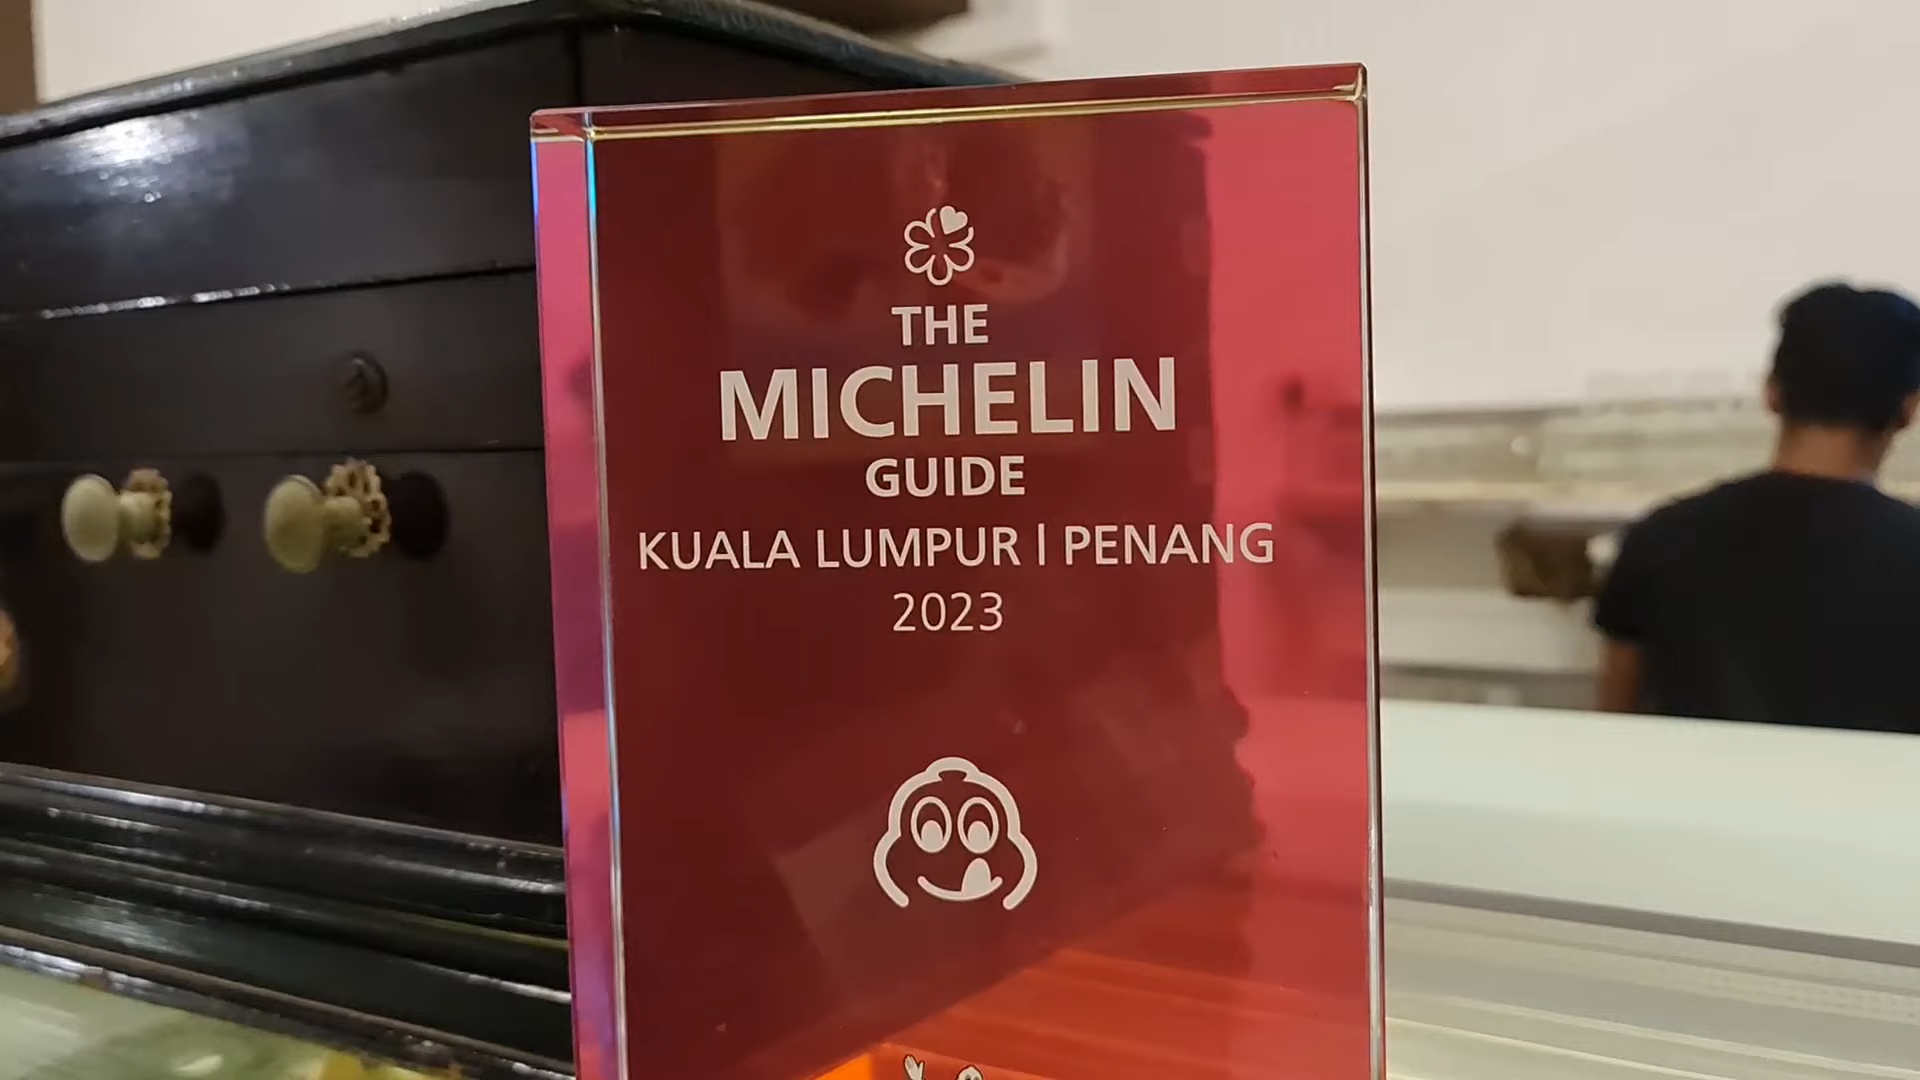 THE
MICHELIN
GUIDE
KUALA LUMPUR | PENANG
2023